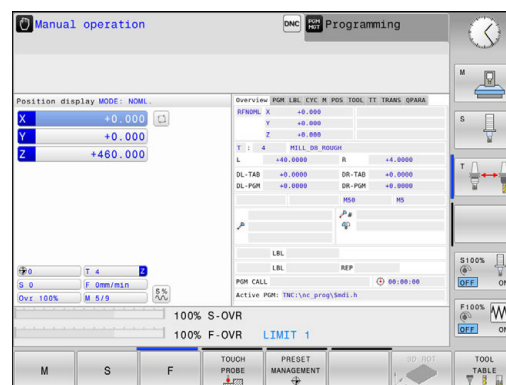 Manual operation
DNC
PGM
MGT
Programming
Position display MODE: NOML.
X +0.000
Y +0.000
Z +460.000
0
T 4 Z
S 0
F 0mm/min
Ovr 100%
M 5/9
S %
Overview PGM LBL CYC M POS TOOL TT TRANS QPARA
RFNOML X +0.000
Y +0.000
Z +0.000
T : 4 MILL_D8_ROUGH
L +40.0000 R +4.0000
DL-TAB +0.0000 DR-TAB +0.0000
DL-PGM +0.0000 DR-PGM +0.0000
M50 M5
P#
P
LBL
LBL REP
PGM CALL 00:00:00
Active PGM: TNC:\nc_prog\$mdi.h
100% S-OVR
100% F-OVR LIMIT 1
M
S
F
TOUCH
PROBE
PRESET
MANAGEMENT
3D ROT
TOOL
TABLE
M
S
T
S100%
OFF ON
F100% W
OFF ON